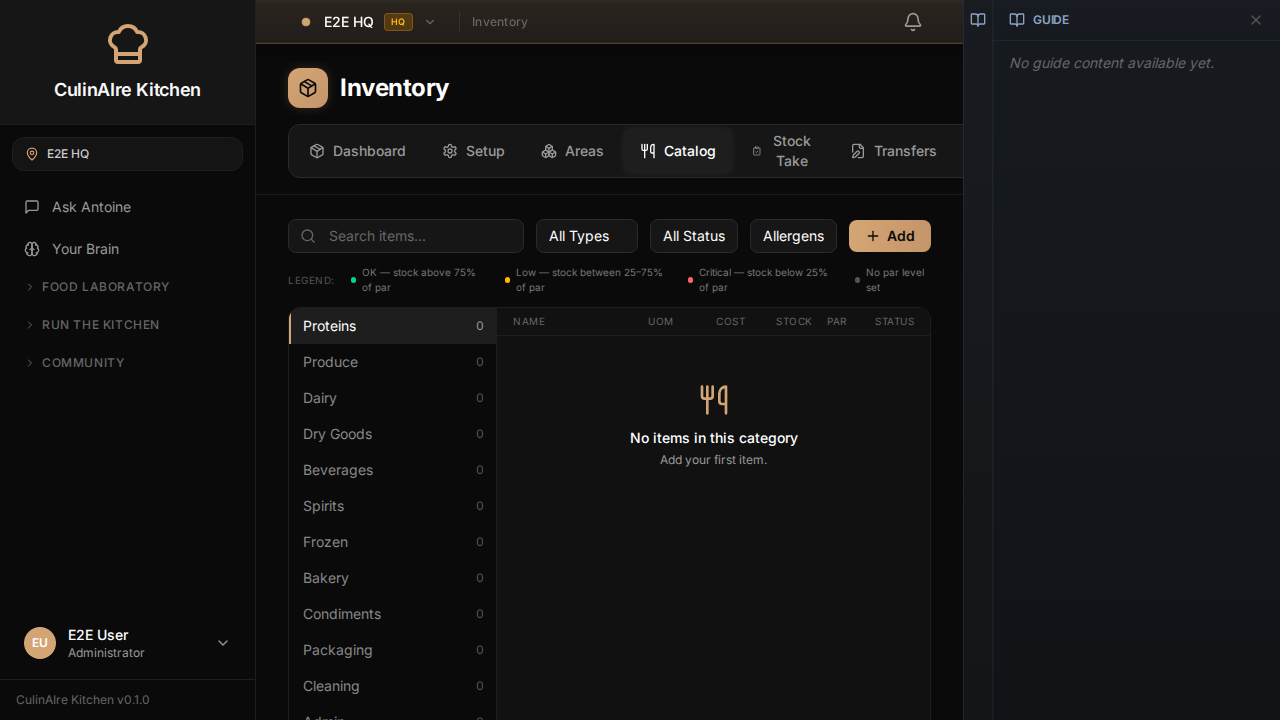 CulinAIre Kitchen
E2E HQ
Ask Antoine
Your Brain
FOOD LABORATORY
RUN THE KITCHEN
COMMUNITY
EU
E2E User
Administrator
CulinAIre Kitchen v0.1.0
E2E HQ
HQ
Inventory
Inventory
Dashboard
Setup
Areas
Catalog
Stock
Take
Transfers
Search items...
All Types
All Status
Allergens
Add
LEGEND:
OK — stock above 75%
of par
Low — stock between 25–75%
of par
Critical — stock below 25%
of par
No par level
set
Proteins 0
Produce 0
Dairy 0
Dry Goods 0
Beverages 0
Spirits 0
Frozen 0
Bakery 0
Condiments 0
Packaging 0
Cleaning 0
Admin 0
NAME UOM COST STOCK PAR STATUS
No items in this category
Add your first item.
GUIDE
No guide content available yet.